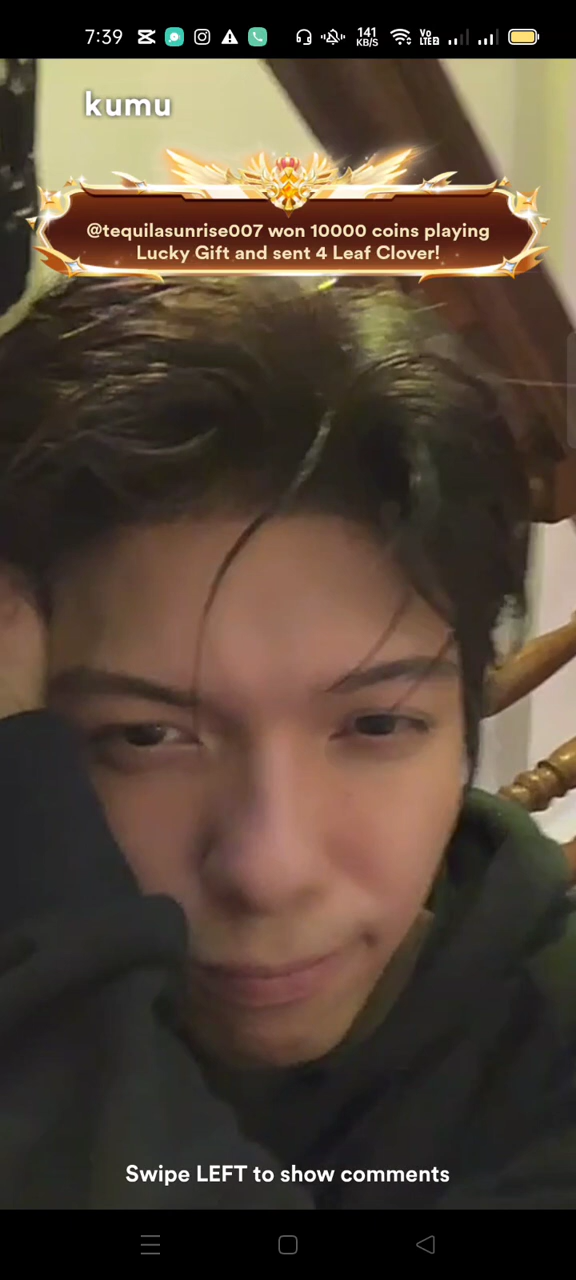 7:39
141
KB/S
Vo
LTE2
kumu
@tequilasunrise007 won 10000 coins playing
Lucky Gift and sent 4 Leaf Clover!
Swipe LEFT to show comments